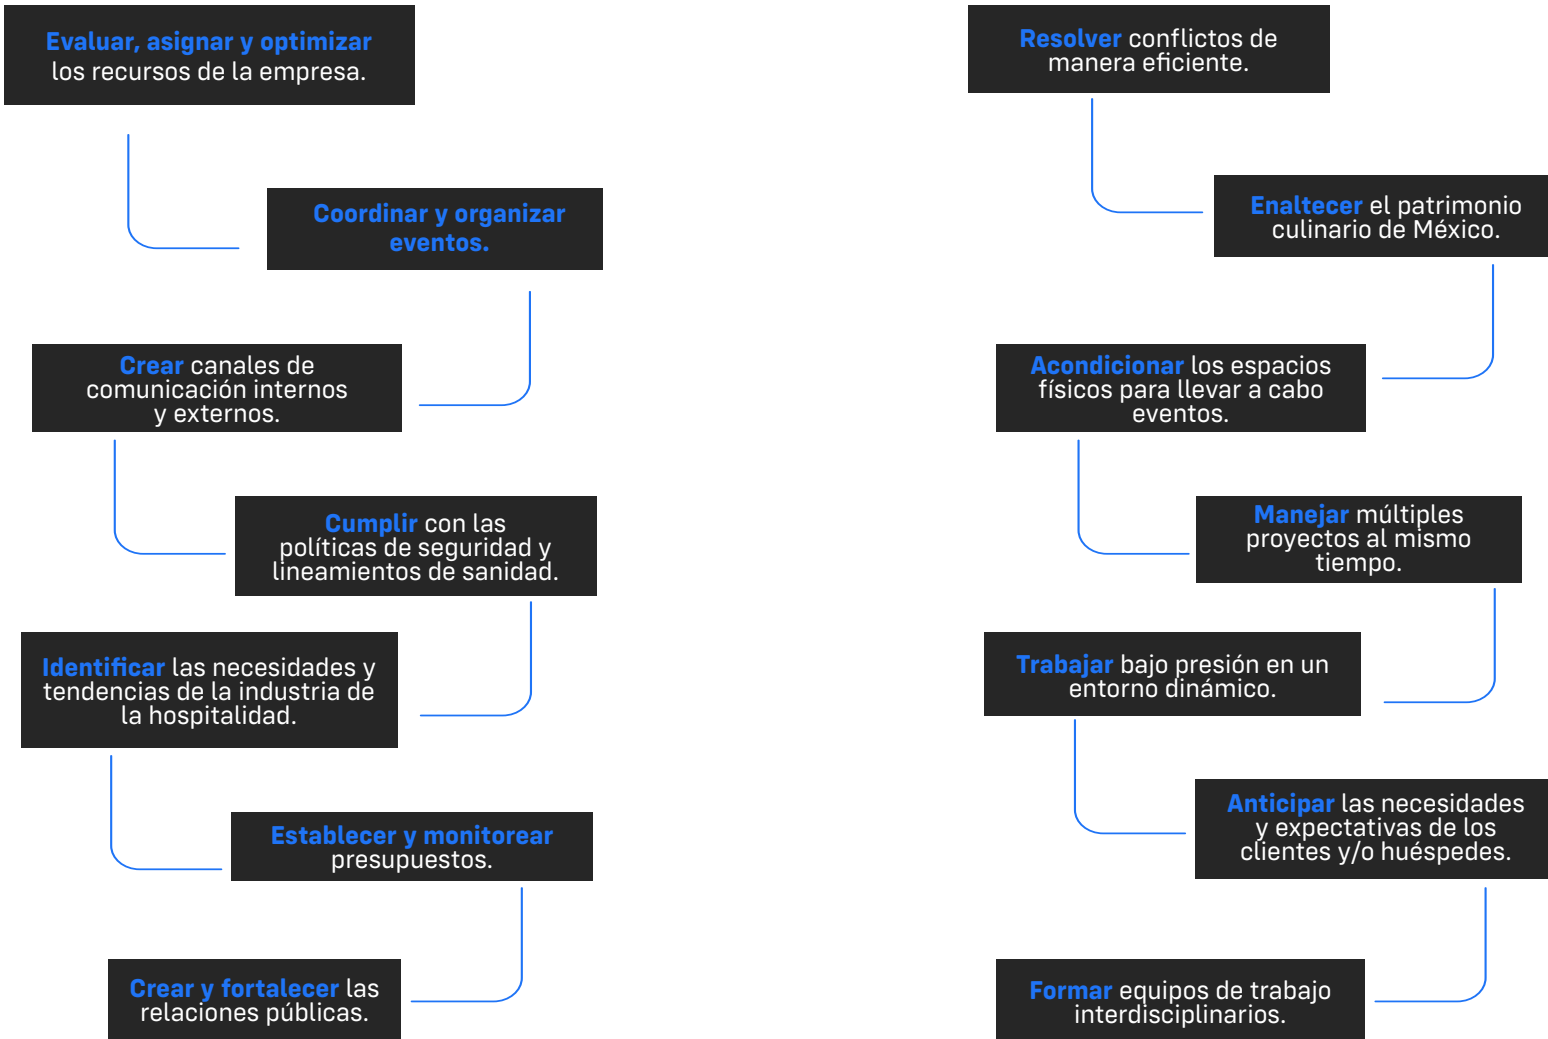 Evaluar, asignar y optimizar
los recursos de la empresa.
Coordinar y organizar
eventos.
Crear canales de
comunicación internos
y externos.
Cumplir con las
políticas de seguridad y
lineamientos de sanidad.
Identificar las necesidades y
tendencias de la industria de
la hospitalidad.
Establecer y monitorear
presupuestos.
Crear y fortalecer las
relaciones públicas.
Resolver conflictos de
manera eficiente.
Enaltecer el patrimonio
culinario de México.
Acondicionar los espacios
físicos para llevar a cabo
eventos.
Manejar múltiples
proyectos al mismo
tiempo.
Trabajar bajo presión en un
entorno dinámico.
Anticipar las necesidades
y expectativas de los
clientes y/o huéspedes.
Formar equipos de trabajo
interdisciplinarios.